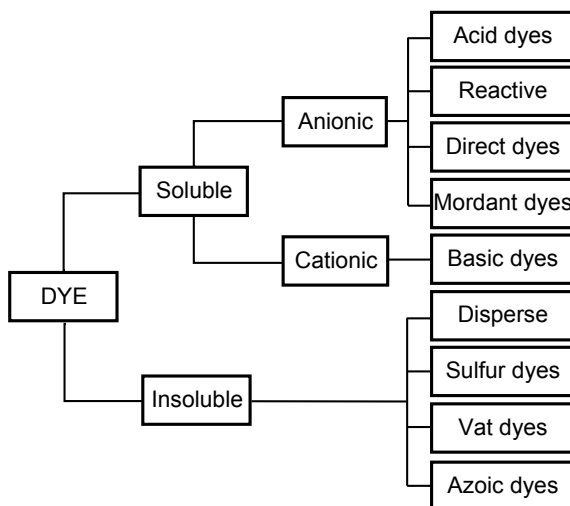 Acid dyes
Reactive
Anionic
Direct dyes
Soluble
Mordant dyes
Cationic
Basic dyes
DYE
Disperse
Sulfur dyes
Insoluble
Vat dyes
Azoic dyes